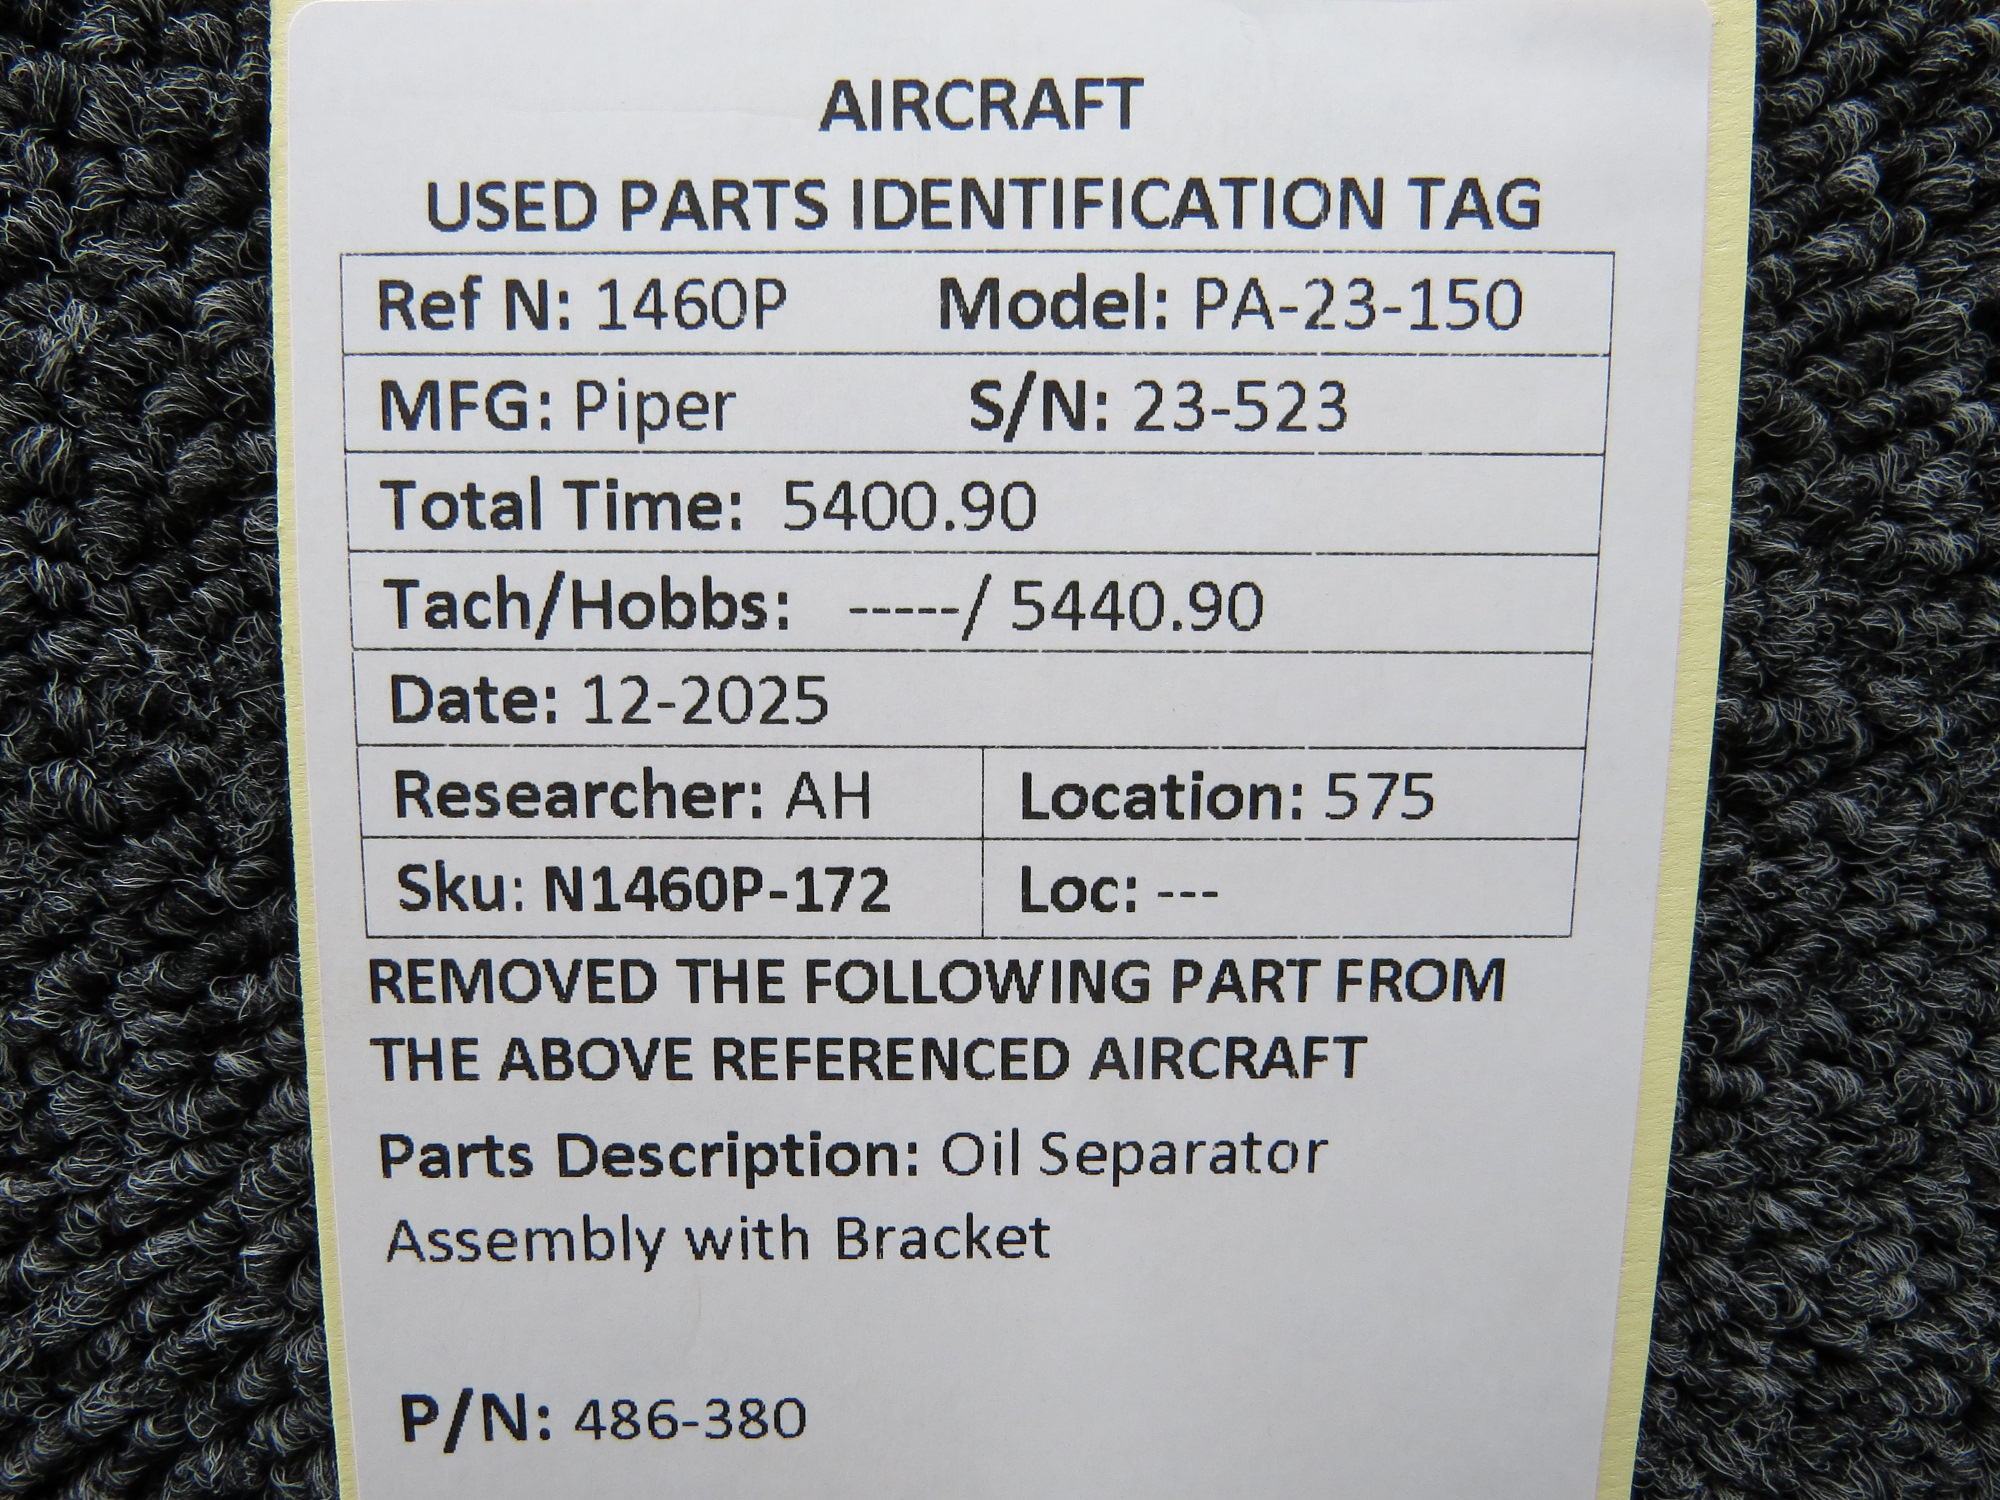 AIRCRAFT
USED PARTS IDENTIFICATION TAG
Ref N: 1460P Model: PA-23-150
MFG: Piper S/N: 23-523
Total Time: 5400.90
Tach/Hobbs: -----/ 5440.90
Date: 12-2025
Researcher: AH Location: 575
Sku: N1460P-172 Loc: ---
REMOVED THE FOLLOWING PART FROM
THE ABOVE REFERENCED AIRCRAFT
Parts Description: Oil Separator
Assembly with Bracket
P/N: 486-380